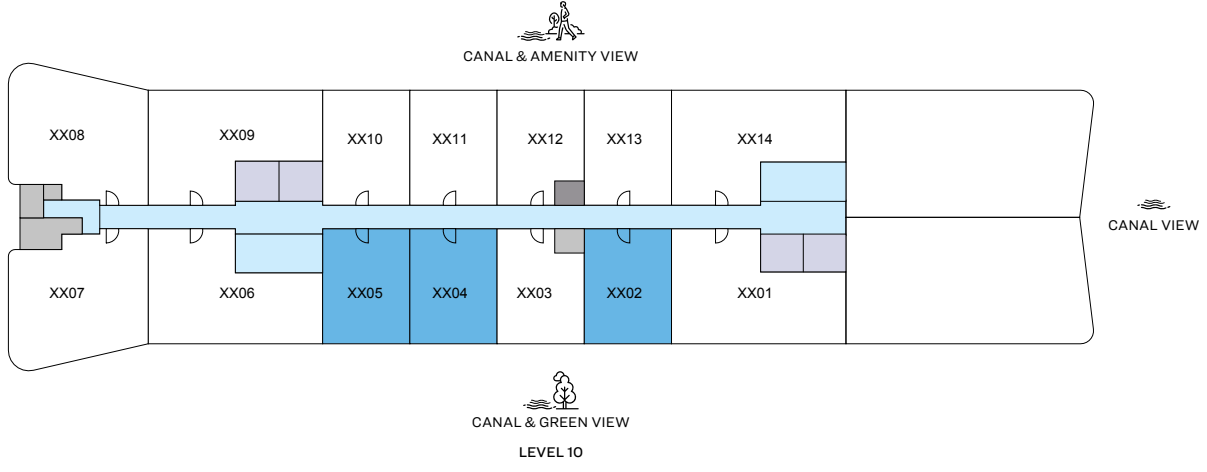 CANAL & AMENITY VIEW
XX08
XX09
XX10
XX11
XX12
XX13
XX14
CANAL VIEW
XX07
XX06
XX05
XX04
XX03
XX02
XX01
CANAL & GREEN VIEW
LEVEL 10